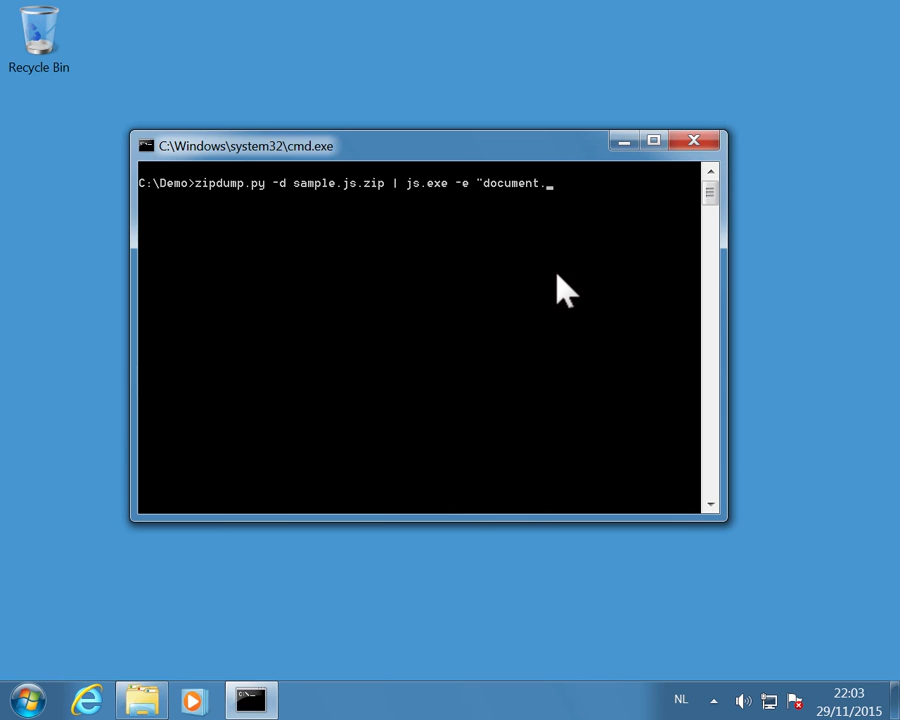 Recycle Bin
C:\Windows\system32\cmd.exe
C:\Demo>zipdump.py -d sample.js.zip | js.exe -e "document._
NL
22:03
29/11/2015